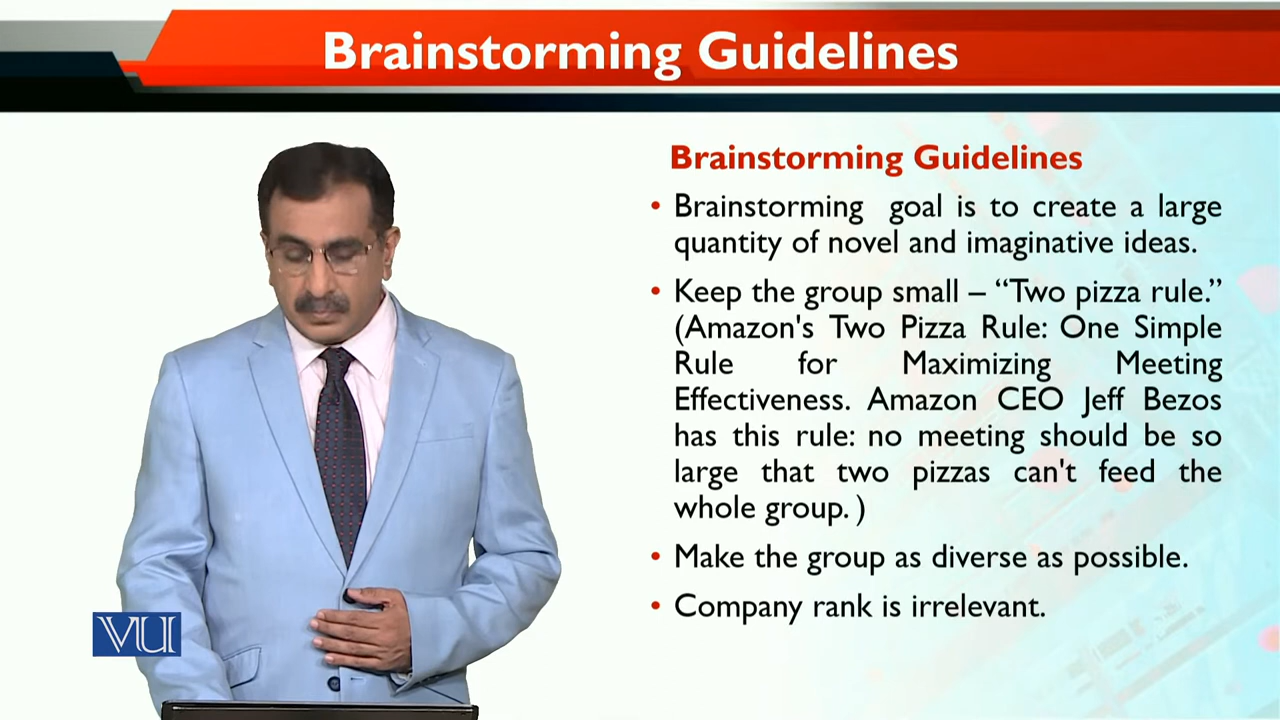 Brainstorming Guidelines
Brainstorming Guidelines
• Brainstorming goal is to create a large
quantity of novel and imaginative ideas.
• Keep the group small – “Two pizza rule.”
(Amazon's Two Pizza Rule: One Simple
Rule for Maximizing Meeting
Effectiveness. Amazon CEO Jeff Bezos
has this rule: no meeting should be so
large that two pizzas can't feed the
whole group. )
• Make the group as diverse as possible.
• Company rank is irrelevant.
VU